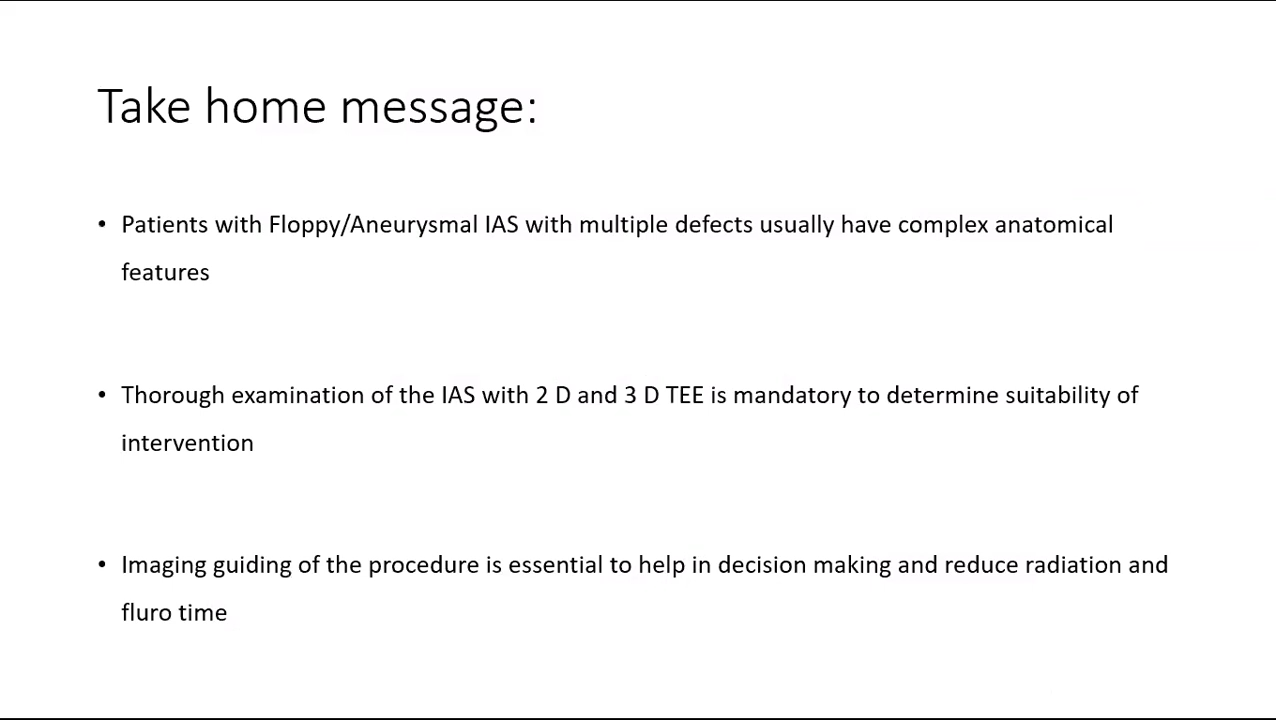 Take home message:
• Patients with Floppy/Aneurysmal IAS with multiple defects usually have complex anatomical
features
• Thorough examination of the IAS with 2 D and 3 D TEE is mandatory to determine suitability of
intervention
• Imaging guiding of the procedure is essential to help in decision making and reduce radiation and
fluro time